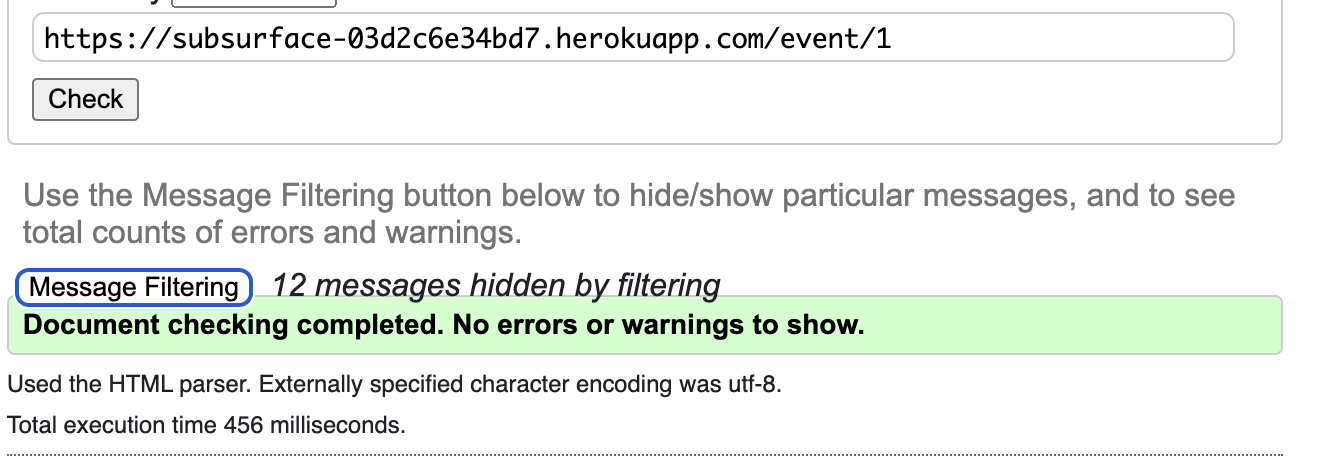 https://subsurface-03d2c6e34bd7.herokuapp.com/event/1
Check
Use the Message Filtering button below to hide/show particular messages, and to see
total counts of errors and warnings.
Message Filtering 12 messages hidden by filtering
Document checking completed. No errors or warnings to show.
Used the HTML parser. Externally specified character encoding was utf-8.
Total execution time 456 milliseconds.